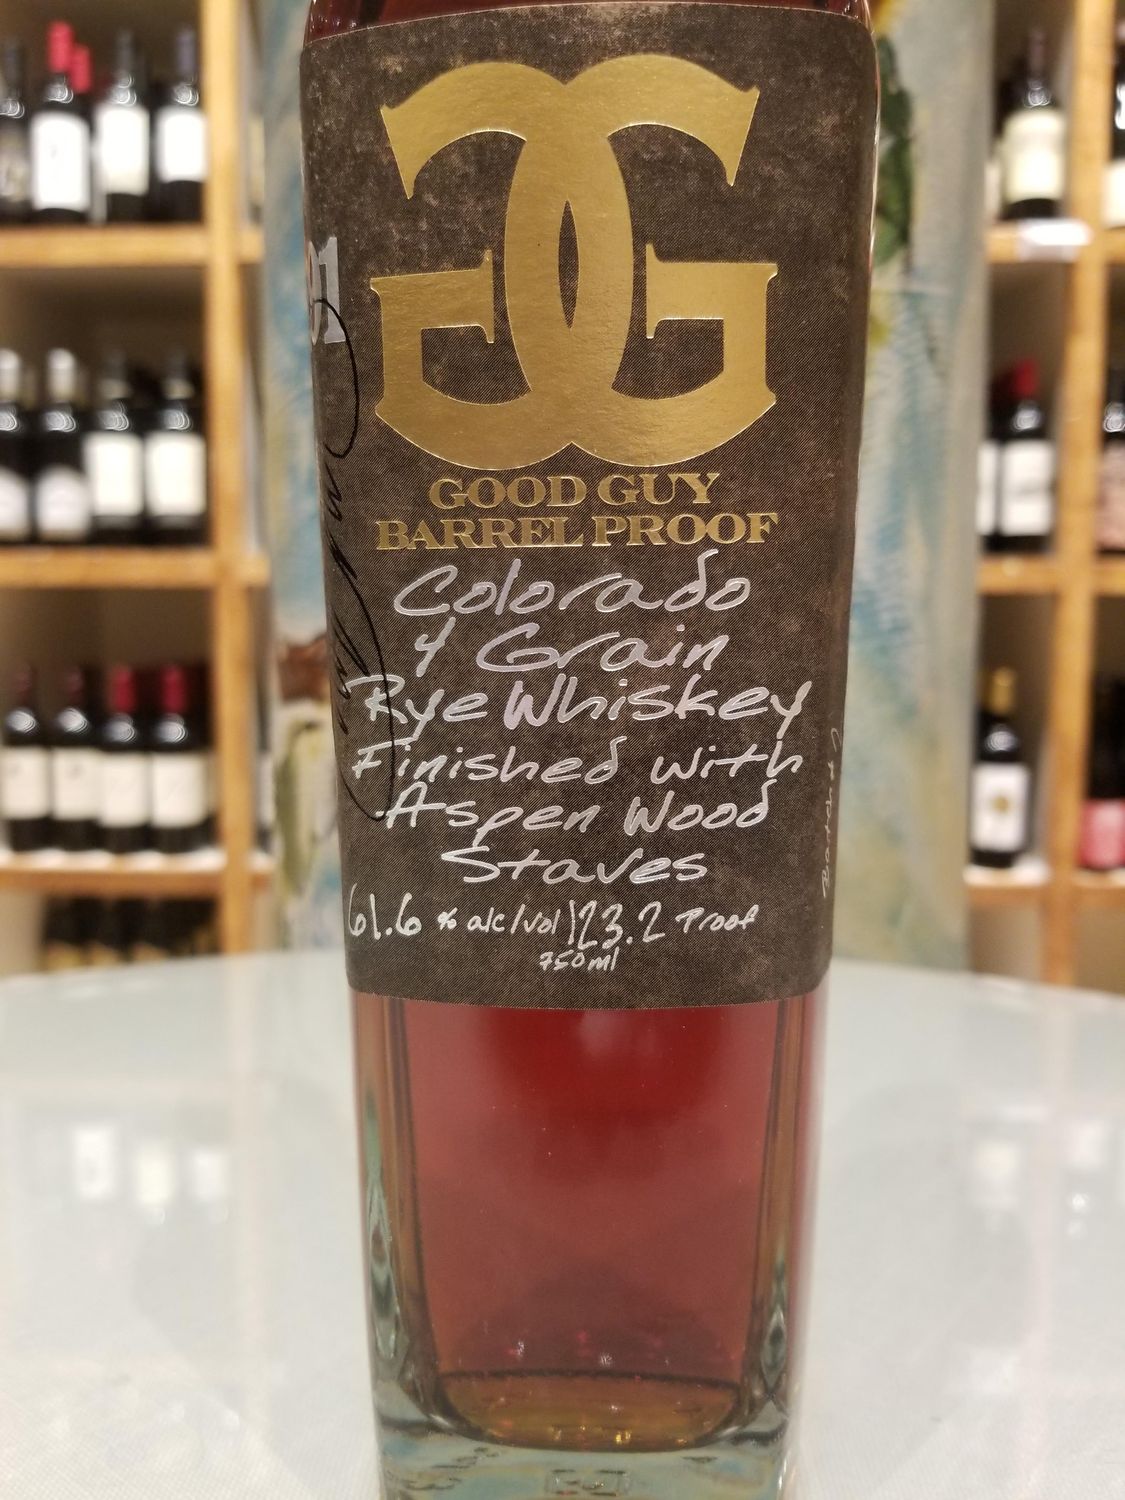 GG
91
GOOD GUY
BARREL PROOF
Colorado
4 Grain
Rye Whiskey
Finished with
Aspen Wood
Staves
61.6 % alc/vol 123.2 Proof
750ml